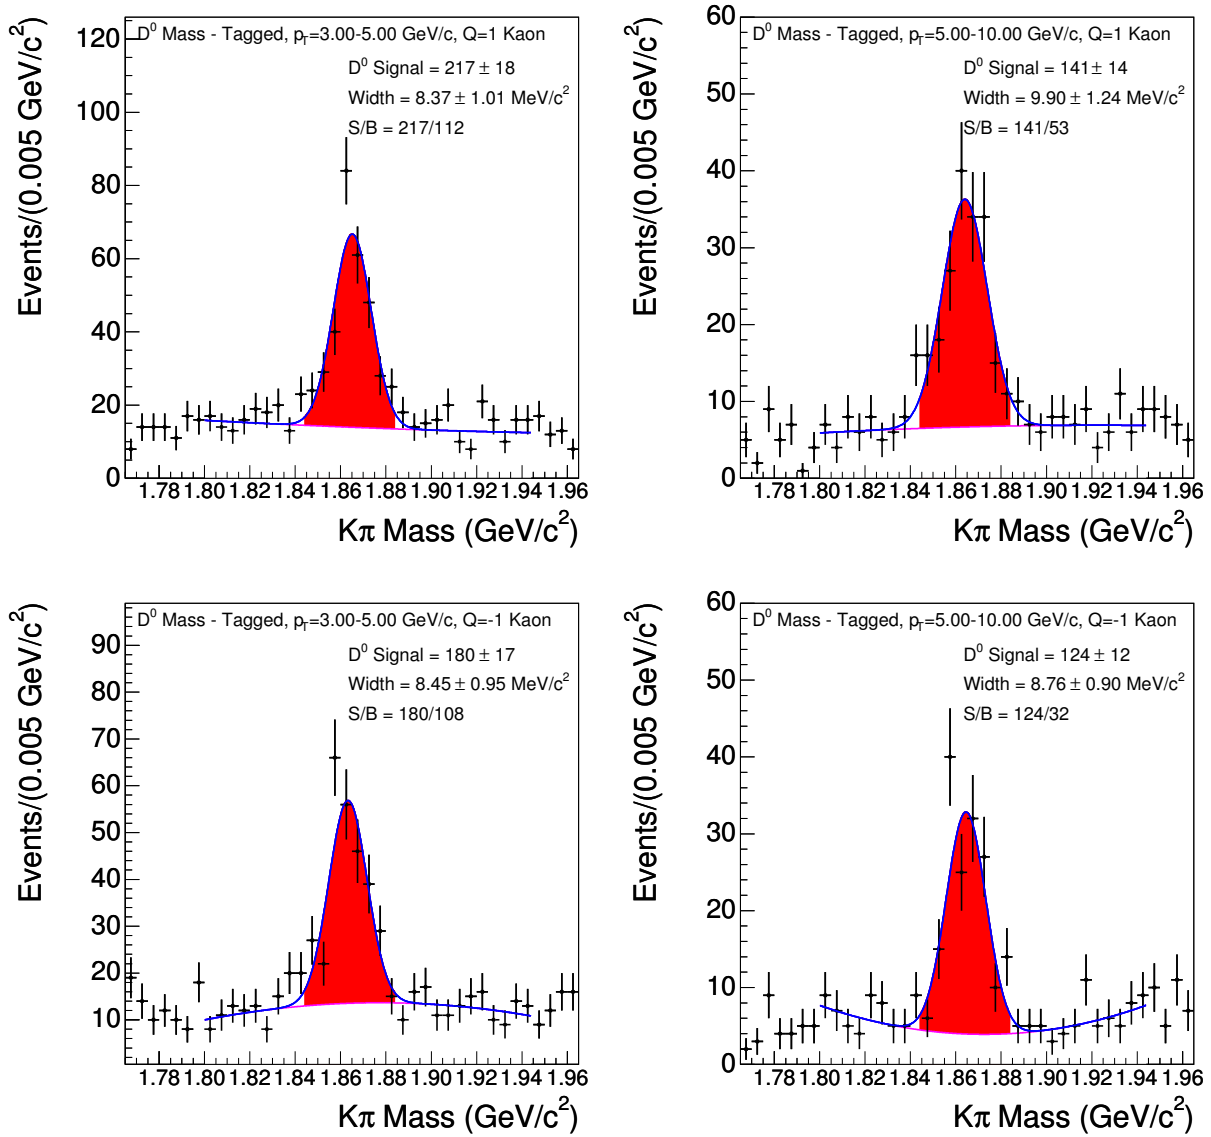 D⁰ Mass - Tagged, p_T=3.00-5.00 GeV/c, Q=1 Kaon
D⁰ Signal = 217 ± 18
Width = 8.37 ± 1.01 MeV/c²
S/B = 217/112
Events/(0.005 GeV/c²)
120
100
80
60
40
20
0
1.78 1.80 1.82 1.84 1.86 1.88 1.90 1.92 1.94 1.96
Kπ Mass (GeV/c²)
D⁰ Mass - Tagged, p_T=5.00-10.00 GeV/c, Q=1 Kaon
D⁰ Signal = 141 ± 14
Width = 9.90 ± 1.24 MeV/c²
S/B = 141/53
Events/(0.005 GeV/c²)
60
50
40
30
20
10
0
1.78 1.80 1.82 1.84 1.86 1.88 1.90 1.92 1.94 1.96
Kπ Mass (GeV/c²)
D⁰ Mass - Tagged, p_T=3.00-5.00 GeV/c, Q=-1 Kaon
D⁰ Signal = 180 ± 17
Width = 8.45 ± 0.95 MeV/c²
S/B = 180/108
Events/(0.005 GeV/c²)
90
80
70
60
50
40
30
20
10
1.78 1.80 1.82 1.84 1.86 1.88 1.90 1.92 1.94 1.96
Kπ Mass (GeV/c²)
D⁰ Mass - Tagged, p_T=5.00-10.00 GeV/c, Q=-1 Kaon
D⁰ Signal = 124 ± 12
Width = 8.76 ± 0.90 MeV/c²
S/B = 124/32
Events/(0.005 GeV/c²)
60
50
40
30
20
10
0
1.78 1.80 1.82 1.84 1.86 1.88 1.90 1.92 1.94 1.96
Kπ Mass (GeV/c²)